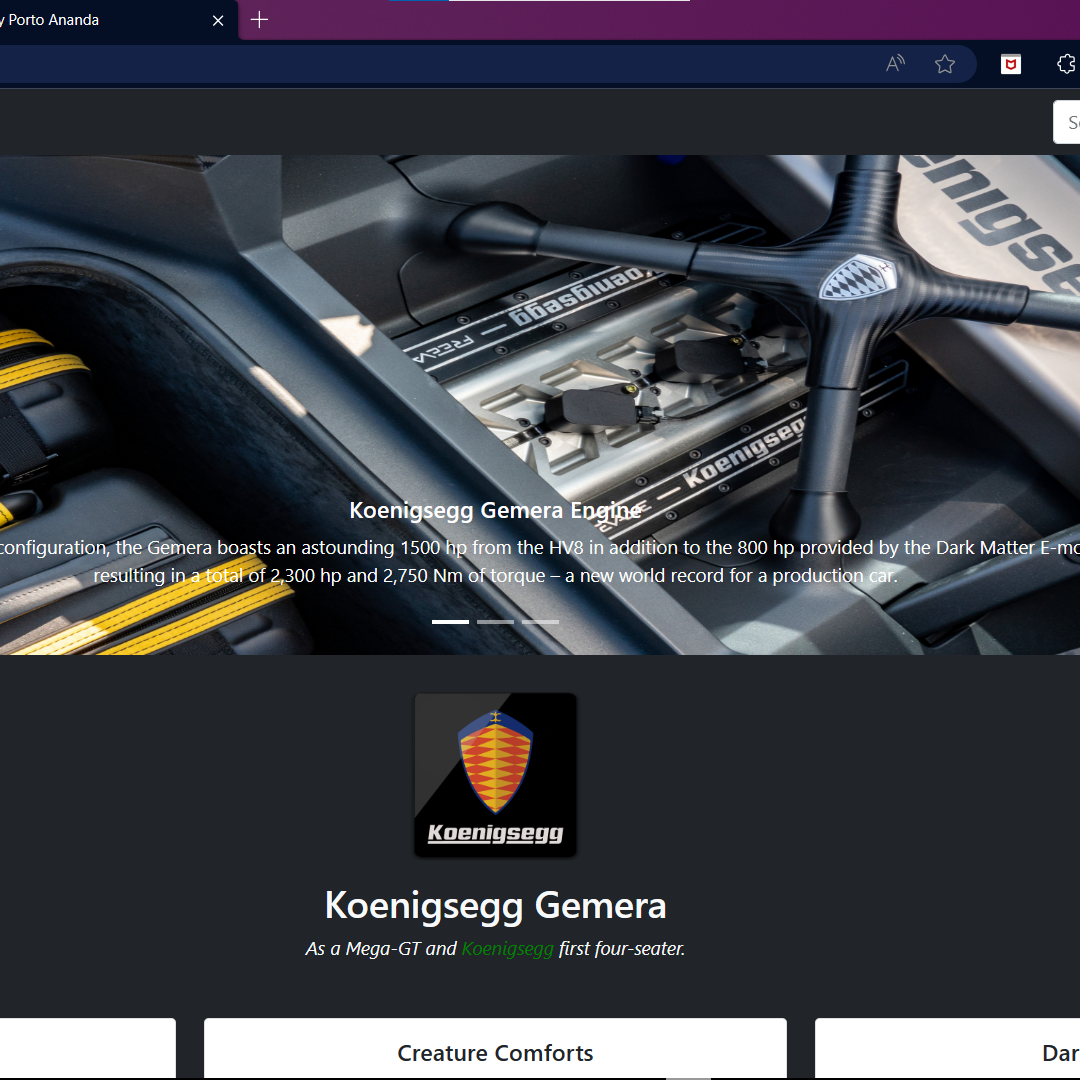 y Porto Ananda
Koenigsegg
Koenigsegg
Koenigsegg Gemera Engine
configuration, the Gemera boasts an astounding 1500 hp from the HV8 in addition to the 800 hp provided by the Dark Matter E-mo
resulting in a total of 2,300 hp and 2,750 Nm of torque – a new world record for a production car.
Koenigsegg
Koenigsegg Gemera
As a Mega-GT and Koenigsegg first four-seater.
Creature Comforts
Dar